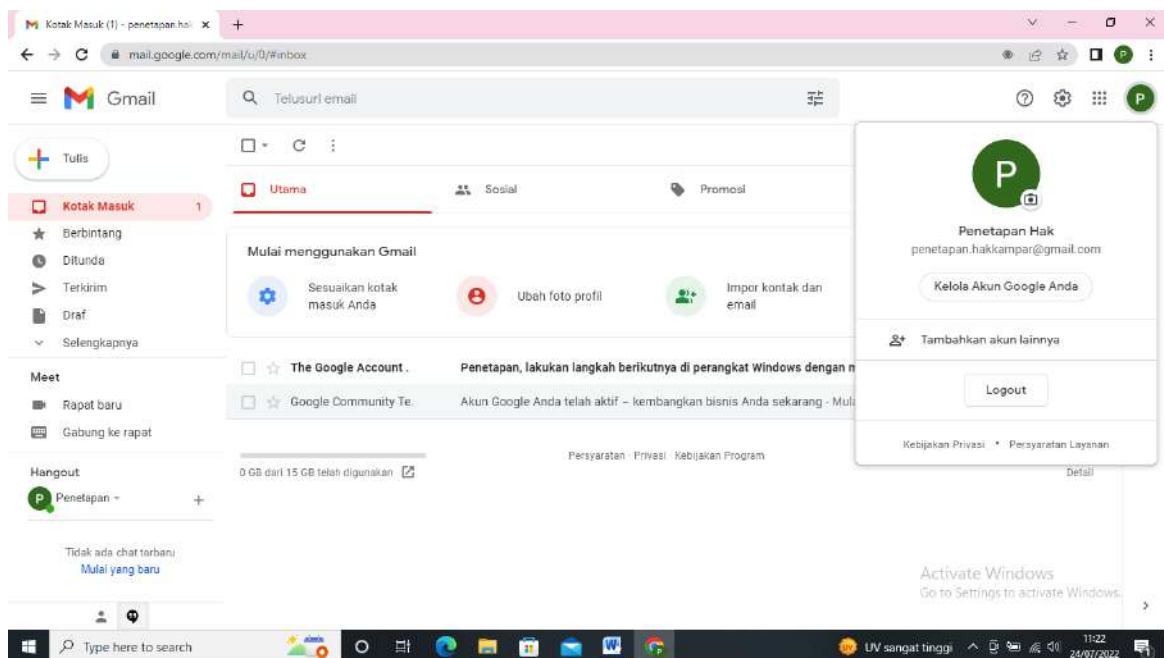 Kotak Masuk (1) - penetapan.hak
mail.google.com/mail/u/0/#inbox
Gmail
Telusuri email
P
Tulis
Kotak Masuk 1
Berbintang
Ditunda
Terkirim
Draf
Selengkapnya
Meet
Rapat baru
Gabung ke rapat
Hangout
P Penetapan
Tidak ada chat terbaru
Mulai yang baru
Utama
Sosial
Promosi
Mulai menggunakan Gmail
Sesuaikan kotak
masuk Anda
Ubah foto profil
Impor kontak dan
email
The Google Account . Penetapan, lakukan langkah berikutnya di perangkat Windows dengan
Google Community Te. Akun Google Anda telah aktif – kembangkan bisnis Anda sekarang - Mula
0 GB dari 15 GB telah digunakan
Persyaratan · Privasi · Kebijakan Program
Detail
P
Penetapan Hak
penetapan.hakkampar@gmail.com
Kelola Akun Google Anda
Tambahkan akun lainnya
Logout
Kebijakan Privasi • Persyaratan Layanan
Activate Windows
Go to Settings to activate Windows.
Type here to search
UV sangat tinggi
11:22
24/07/2022